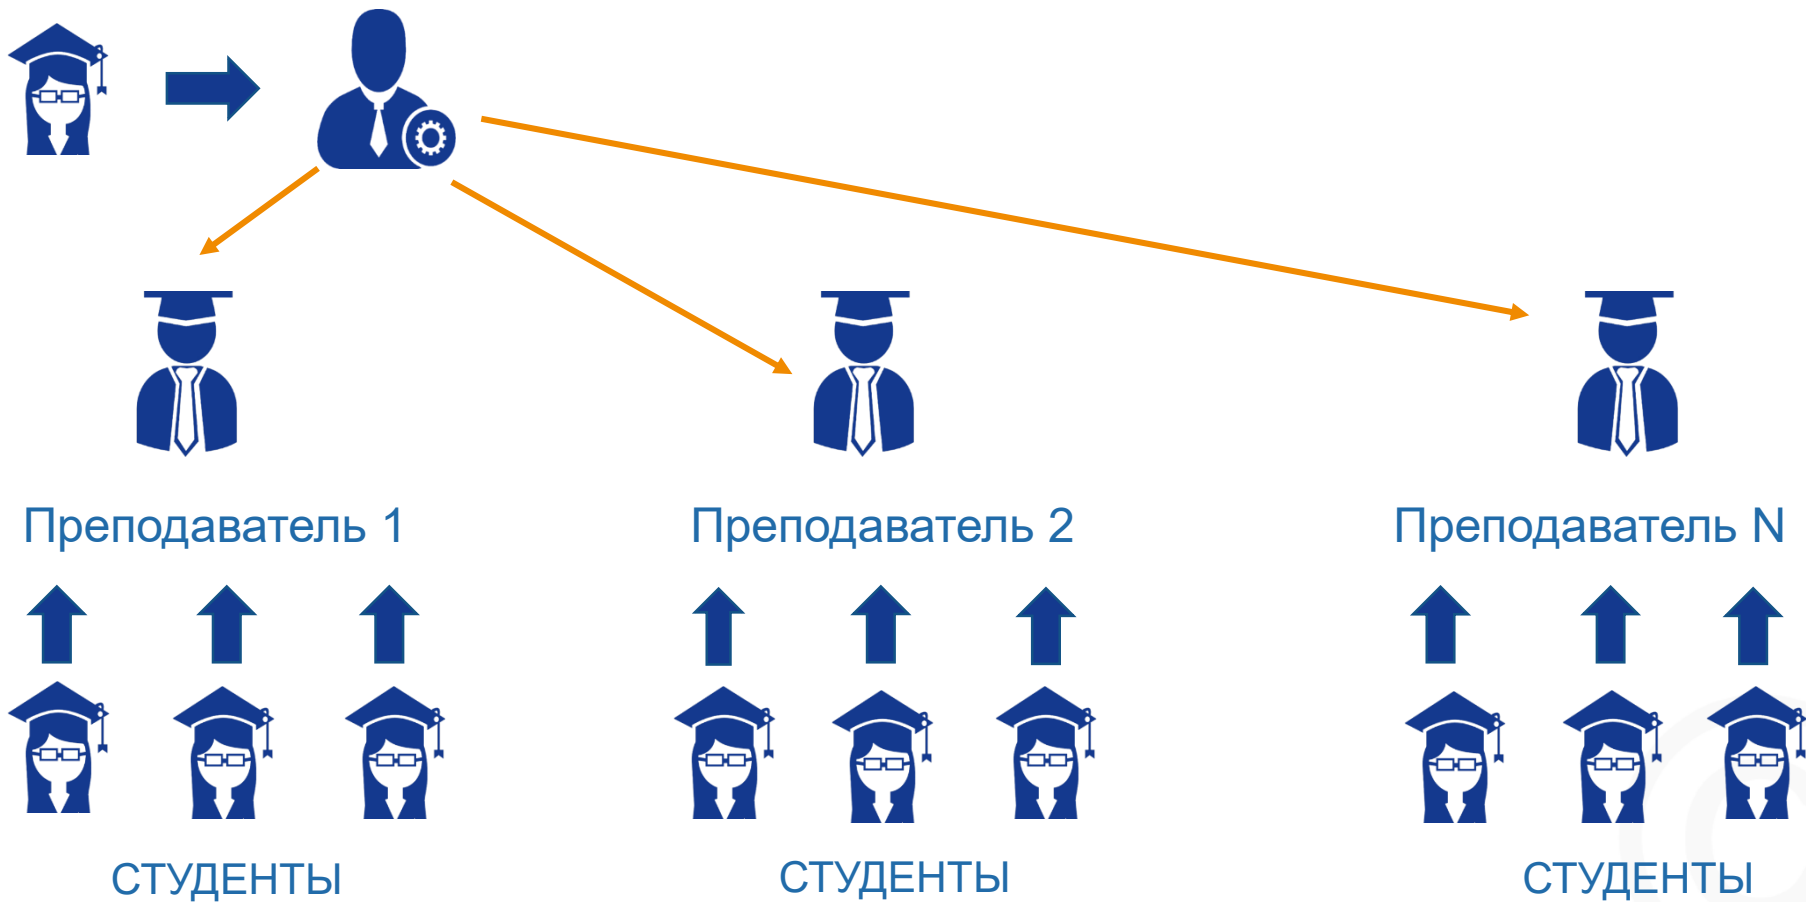 Преподаватель 1
Преподаватель 2
Преподаватель N
СТУДЕНТЫ
СТУДЕНТЫ
СТУДЕНТЫ